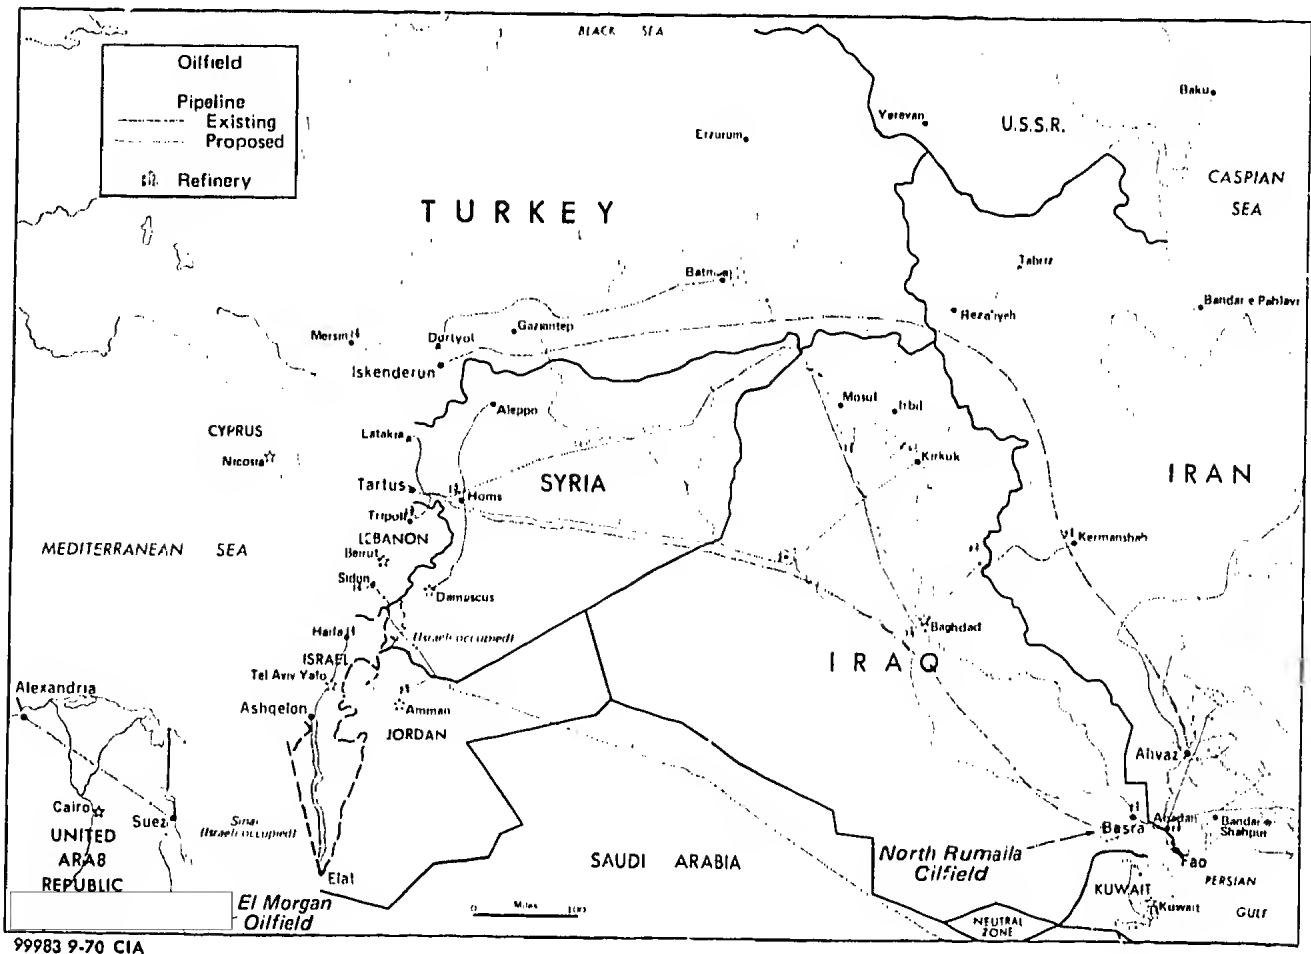 BLACK SEA
Oilfield
Pipeline
Existing
Proposed
Refinery
Baku
Yerevan
U.S.S.R.
Erzurum
CASPIAN
SEA
TURKEY
Tabriz
Batman
Bandar e Pahlavi
Reza'iyeh
Mersin
Dortyol
Gaziantep
Iskenderun
Mosul
Irbil
Aleppo
Latakia
CYPRUS
Nicosia
Kirkuk
IRAN
SYRIA
Tartus
Homs
Tripoli
LEBANON
Kermanshah
MEDITERRANEAN SEA
Beirut
Sidon
Damascus
Baghdad
Haifa
(Israeli occupied)
ISRAEL
IRAQ
Tel Aviv Yafo
Alexandria
Ashqelon
Amman
JORDAN
Ahvaz
Cairo
Suez
Sinai
(Israeli occupied)
Basra
Abadan
Bandar e
Shahpur
UNITED
ARAB
REPUBLIC
SAUDI ARABIA
North Rumaila
Oilfield
Fao
PERSIAN
GULF
Elat
KUWAIT
Kuwait
El Morgan
Oilfield
0 Miles 100
NEUTRAL
ZONE
99983 9-70 CIA